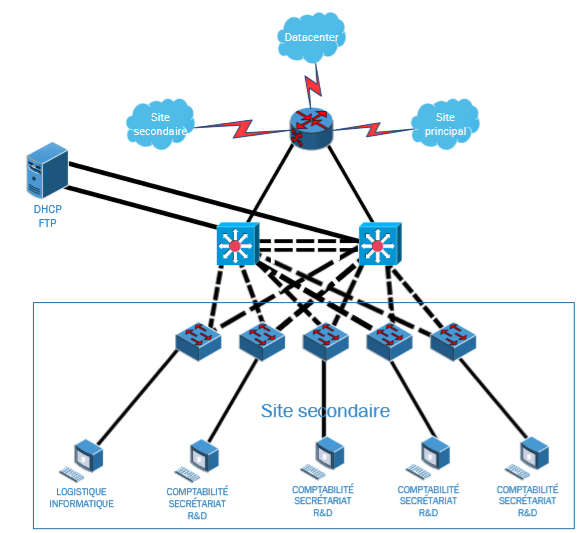 Datacenter
Site
secondaire
Site
principal
DHCP
FTP
Site secondaire
LOGISTIQUE
INFORMATIQUE
COMPTABILITÉ
SECRÉTARIAT
R&D
COMPTABILITÉ
SECRÉTARIAT
R&D
COMPTABILITÉ
SECRÉTARIAT
R&D
COMPTABILITÉ
SECRÉTARIAT
R&D